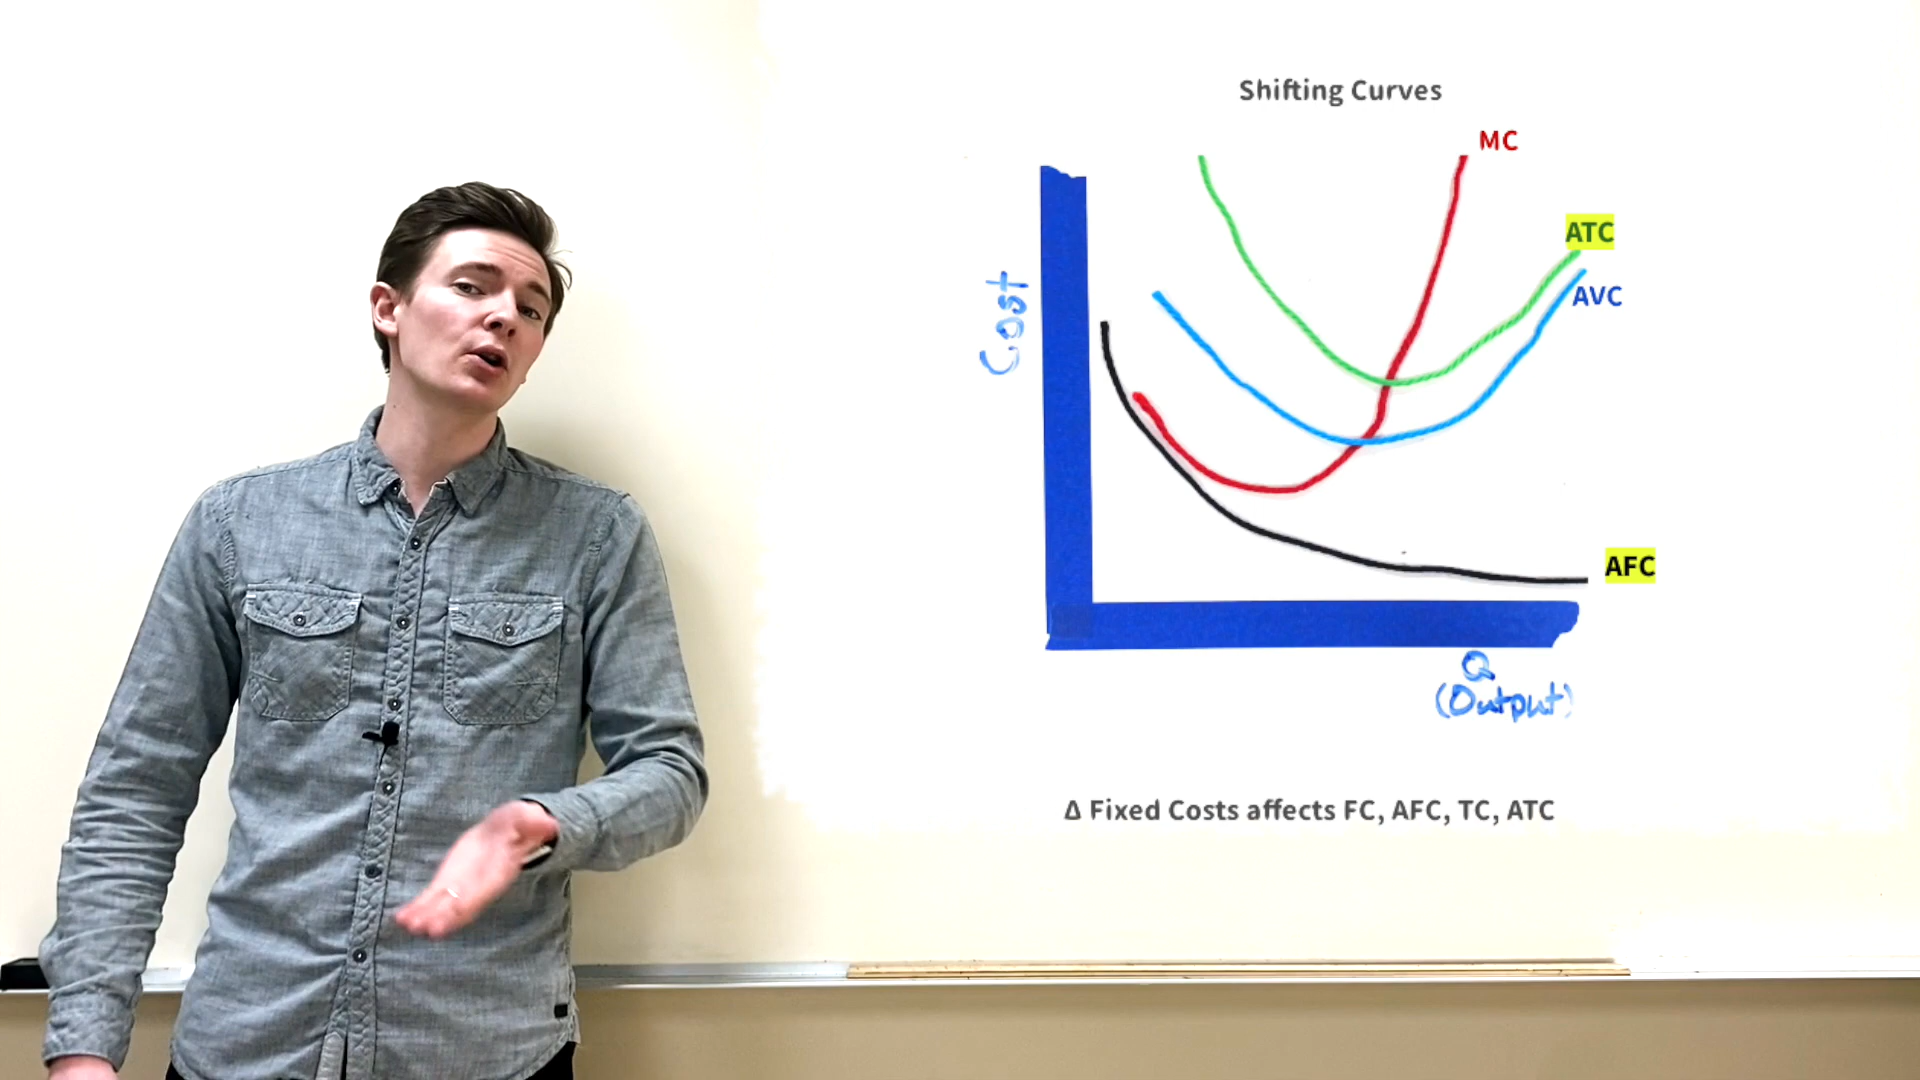 Shifting Curves
MC
ATC
AVC
Cost
AFC
Q
(Output)
Δ Fixed Costs affects FC, AFC, TC, ATC